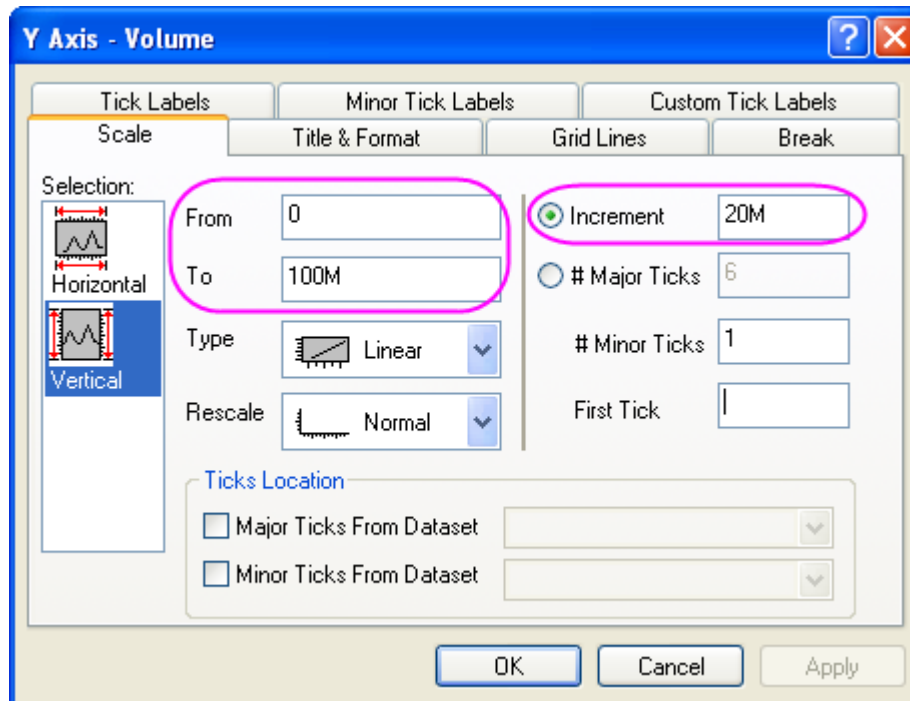 Y Axis - Volume
Tick Labels Minor Tick Labels Custom Tick Labels
Scale Title & Format Grid Lines Break
Selection:
Horizontal
Vertical
From 0
To 100M
Type Linear
Rescale Normal
Increment 20M
# Major Ticks 6
# Minor Ticks 1
First Tick
Ticks Location
Major Ticks From Dataset
Minor Ticks From Dataset
OK Cancel Apply